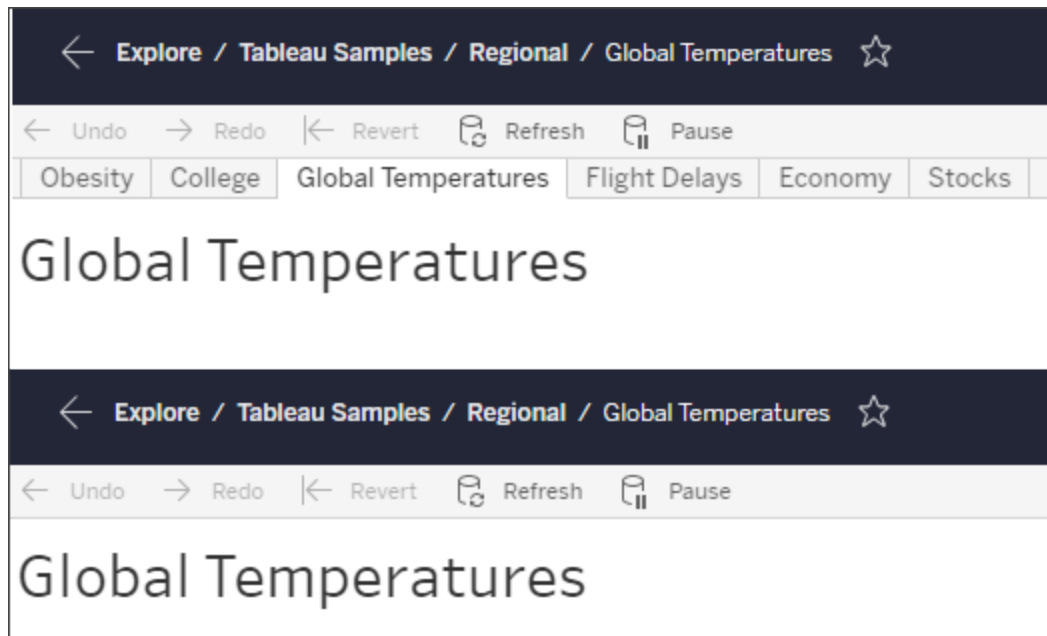 Explore / Tableau Samples / Regional / Global Temperatures
Undo Redo Revert Refresh Pause
Obesity College Global Temperatures Flight Delays Economy Stocks
Global Temperatures
Explore / Tableau Samples / Regional / Global Temperatures
Undo Redo Revert Refresh Pause
Global Temperatures